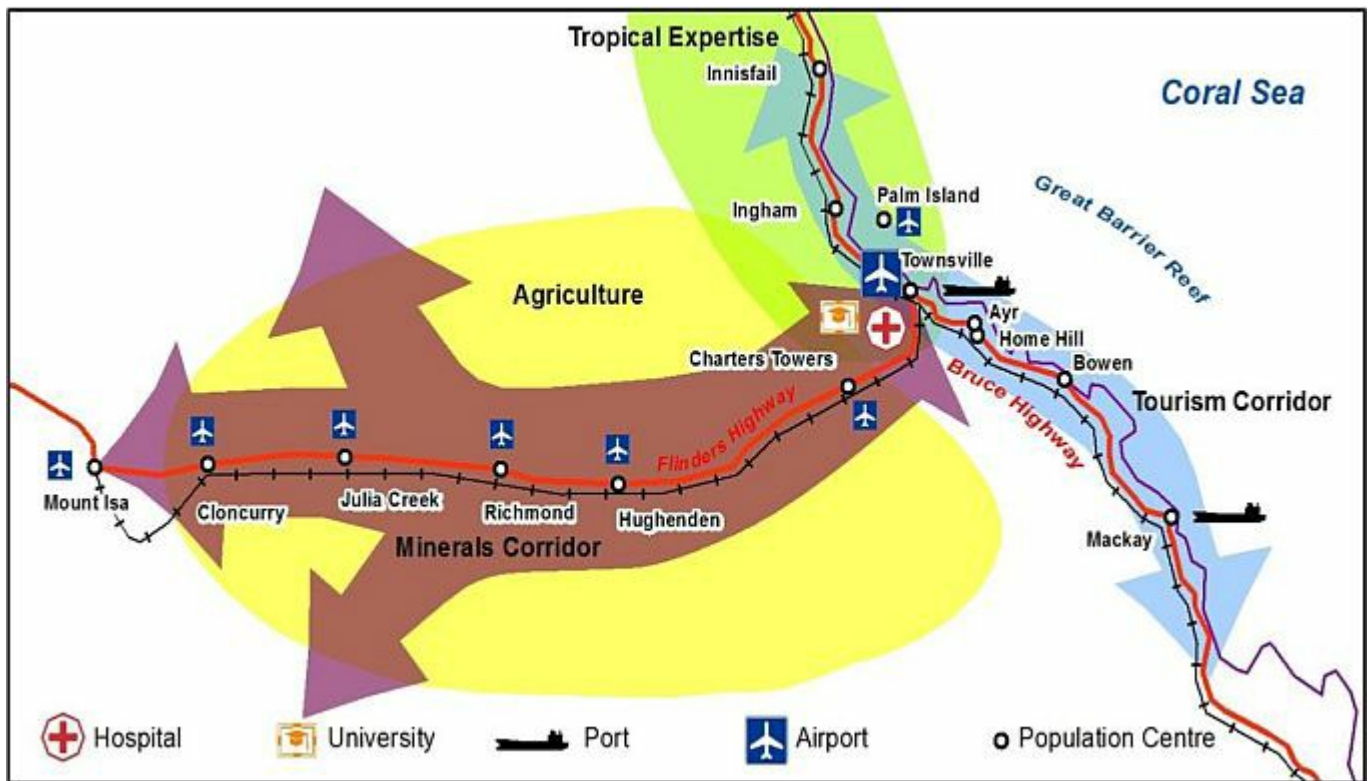 Tropical Expertise
Innisfail
Coral Sea
Ingham
Palm Island
Great Barrier Reef
Townsville
Agriculture
Ayr
Home Hill
Charters Towers
Bowen
Bruce Highway
Tourism Corridor
Flinders Highway
Mount Isa
Cloncurry
Julia Creek
Richmond
Hughenden
Minerals Corridor
Mackay
Hospital
University
Port
Airport
Population Centre